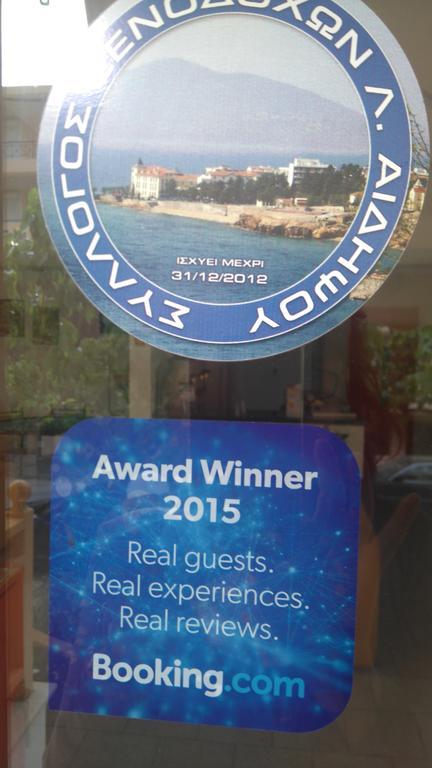 ΣΥΛΛΟΓΟΣ ΞΕΝΟΔΟΧΩΝ Λ. ΑΙΔΗΨΟΥ
ΙΣΧΥΕΙ ΜΕΧΡΙ
31/12/2012
Award Winner
2015
Real guests.
Real experiences.
Real reviews.
Booking.com